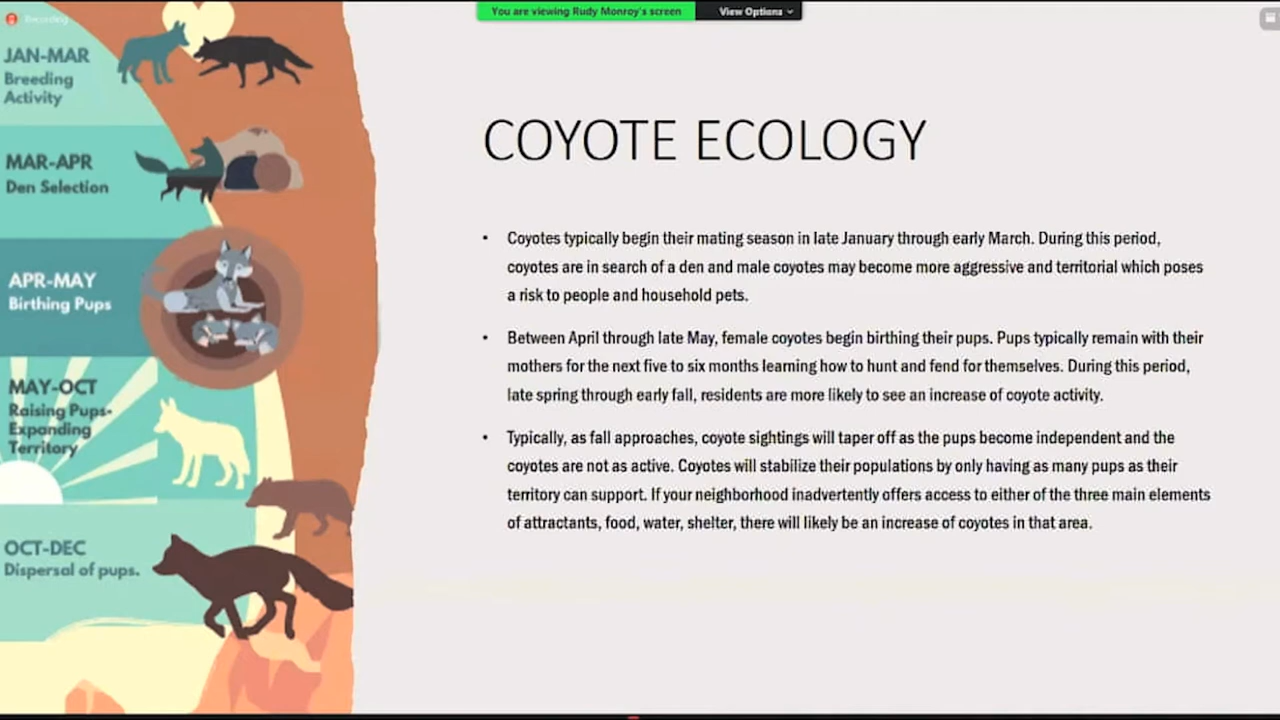 Recording
You are viewing Rudy Monroy's screen
View Options
JAN-MAR
Breeding
Activity
MAR-APR
Den Selection
APR-MAY
Birthing Pups
MAY-OCT
Raising Pups-
Expanding
Territory
OCT-DEC
Dispersal of pups.
COYOTE ECOLOGY
• Coyotes typically begin their mating season in late January through early March. During this period,
coyotes are in search of a den and male coyotes may become more aggressive and territorial which poses
a risk to people and household pets.
• Between April through late May, female coyotes begin birthing their pups. Pups typically remain with their
mothers for the next five to six months learning how to hunt and fend for themselves. During this period,
late spring through early fall, residents are more likely to see an increase of coyote activity.
• Typically, as fall approaches, coyote sightings will taper off as the pups become independent and the
coyotes are not as active. Coyotes will stabilize their populations by only having as many pups as their
territory can support. If your neighborhood inadvertently offers access to either of the three main elements
of attractants, food, water, shelter, there will likely be an increase of coyotes in that area.